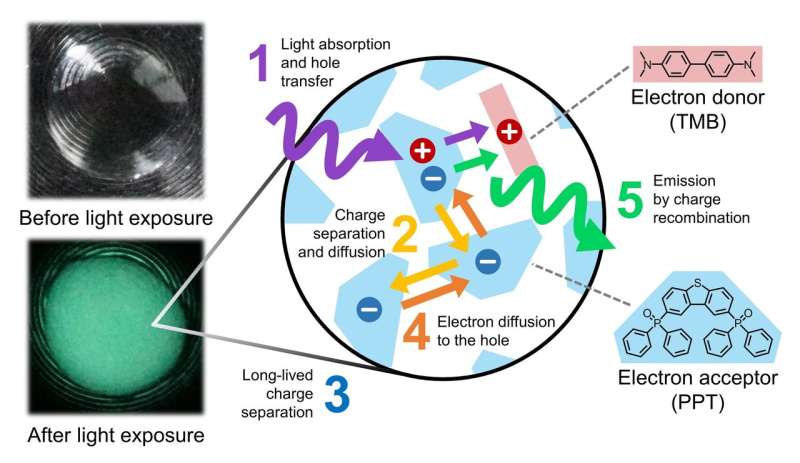 Before light exposure
After light exposure
1
Light absorption
and hole
transfer
+
+
−
Charge
separation
and diffusion
2
−
−
Long-lived
charge
separation
3
4
Electron diffusion
to the hole
5
Emission
by charge
recombination
N
N
Electron donor
(TMB)
S
O
P
P
O
Electron acceptor
(PPT)